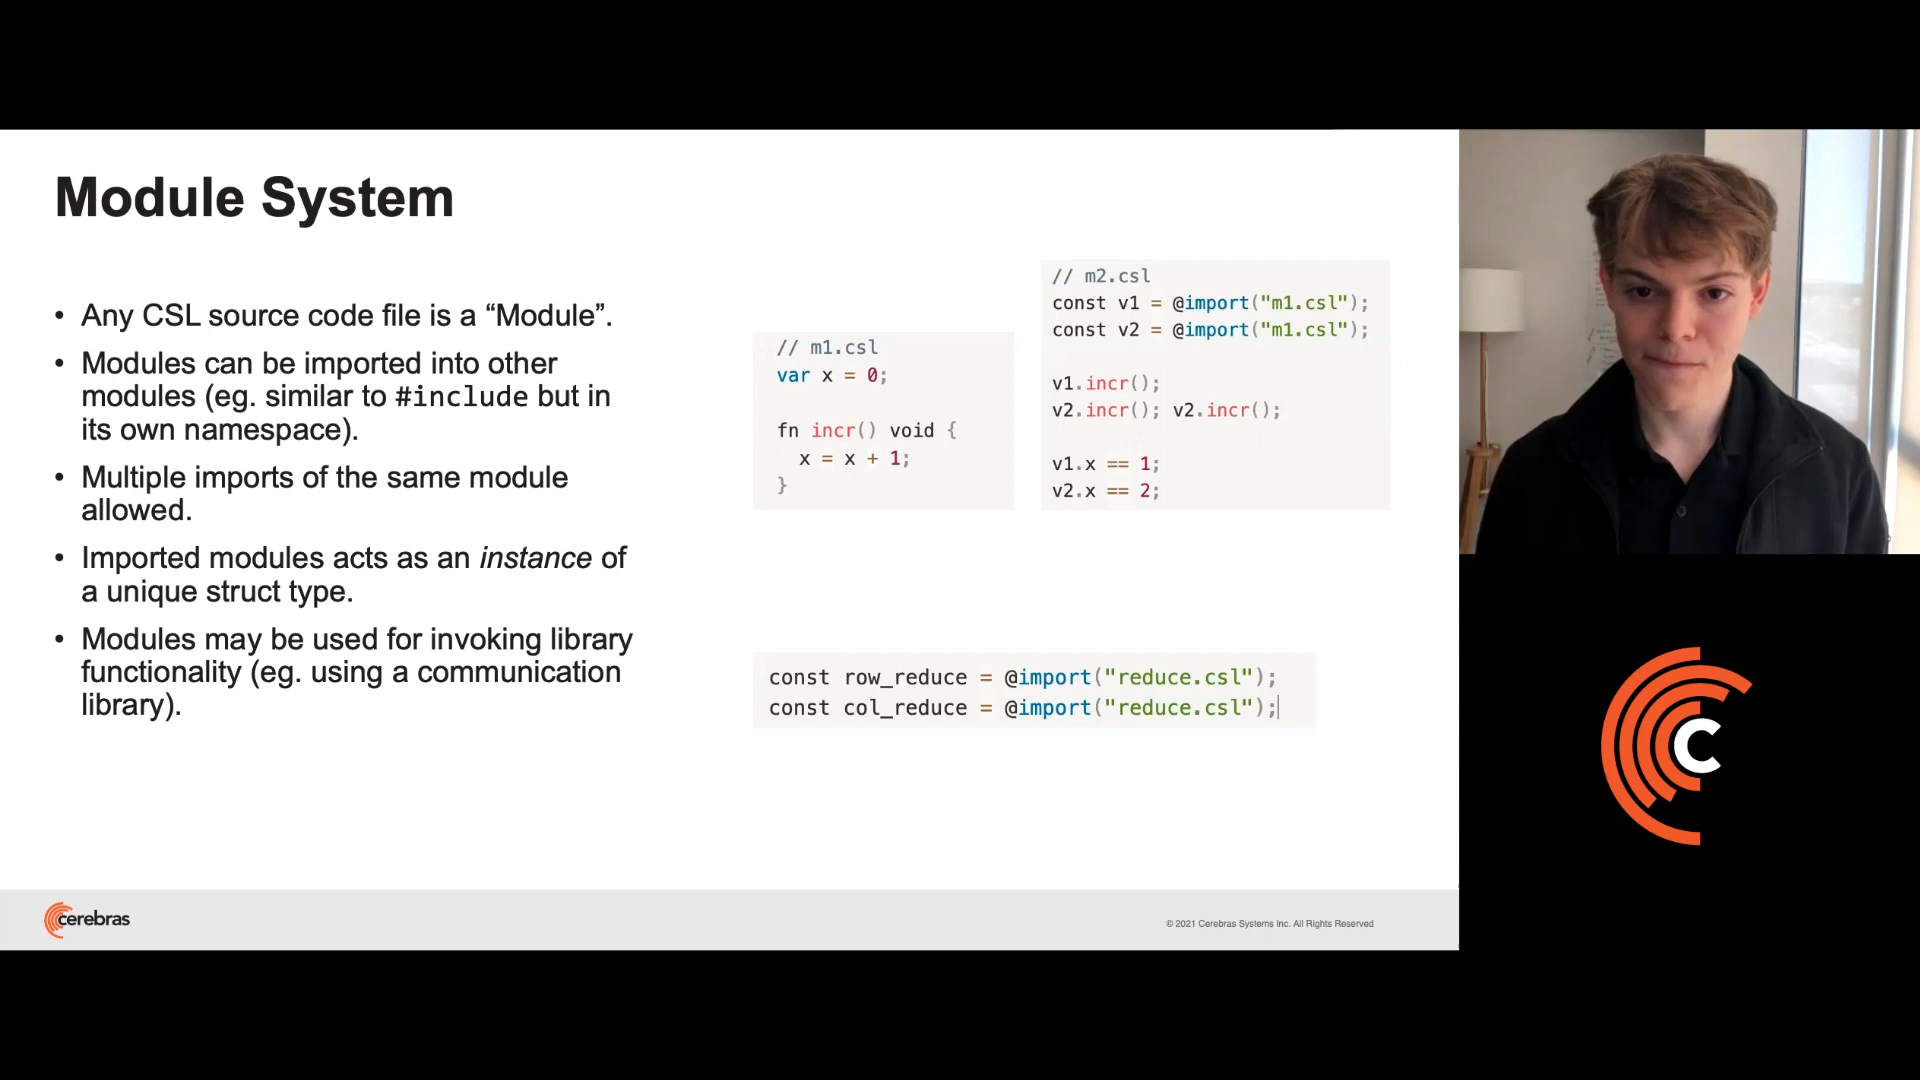 Module System
• Any CSL source code file is a “Module”.
• Modules can be imported into other
modules (eg. similar to #include but in
its own namespace).
• Multiple imports of the same module
allowed.
• Imported modules acts as an instance of
a unique struct type.
• Modules may be used for invoking library
functionality (eg. using a communication
library).
// m1.csl
var x = 0;
fn incr() void {
x = x + 1;
}
// m2.csl
const v1 = @import("m1.csl");
const v2 = @import("m1.csl");
v1.incr();
v2.incr(); v2.incr();
v1.x == 1;
v2.x == 2;
const row_reduce = @import("reduce.csl");
const col_reduce = @import("reduce.csl");
cerebras
© 2021 Cerebras Systems Inc. All Rights Reserved